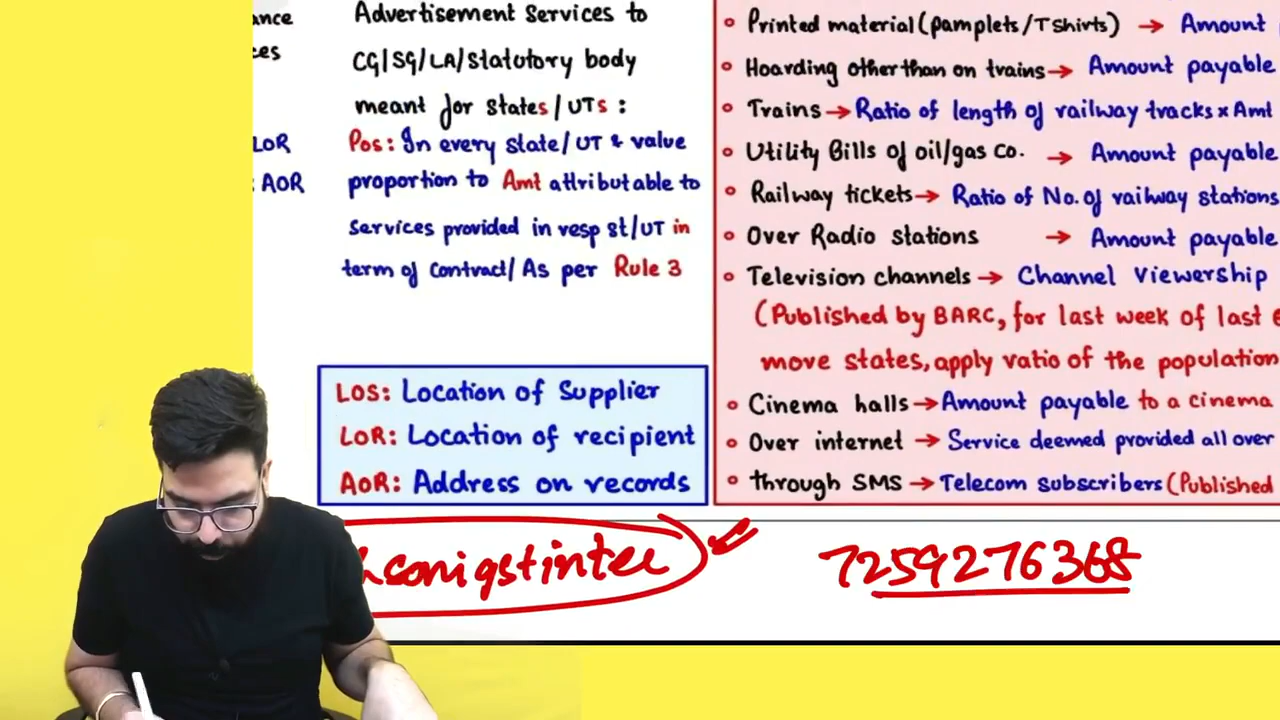 ance
ces
LOR
: AOR
Advertisement Services to
CG/SG/LA/Statutory body
meant for states/UTs :
Pos: In every state/UT & value
proportion to Amt attributable to
Services provided in resp st/UT in
term of Contract/As per Rule 3
LOS: Location of Supplier
LoR: Location of recipient
AoR: Address on records
Printed material (pamplets/TShirts) → Amount
Hoarding other than on trains → Amount payable
Trains → Ratio of length of railway tracks x Amt
Utility Bills of oil/gas co. → Amount payable
Railway tickets → Ratio of No. of railway stations
Over Radio stations → Amount payable
Television channels → Channel Viewership
(Published by BARC, for last week of last
more states, apply ratio of the population
Cinema halls → Amount payable to a cinema
Over internet → Service deemed provided all over
through SMS → Telecom subscribers (Published
7259276368